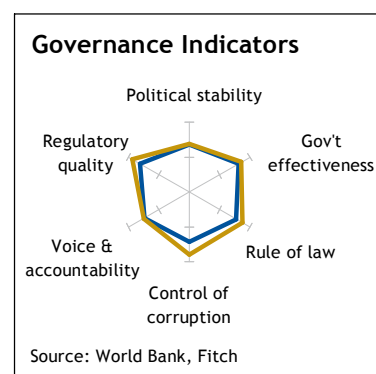 Governance Indicators
Political stability
Regulatory
quality
Gov't
effectiveness
Voice &
accountability
Rule of law
Control of
corruption
Source: World Bank, Fitch